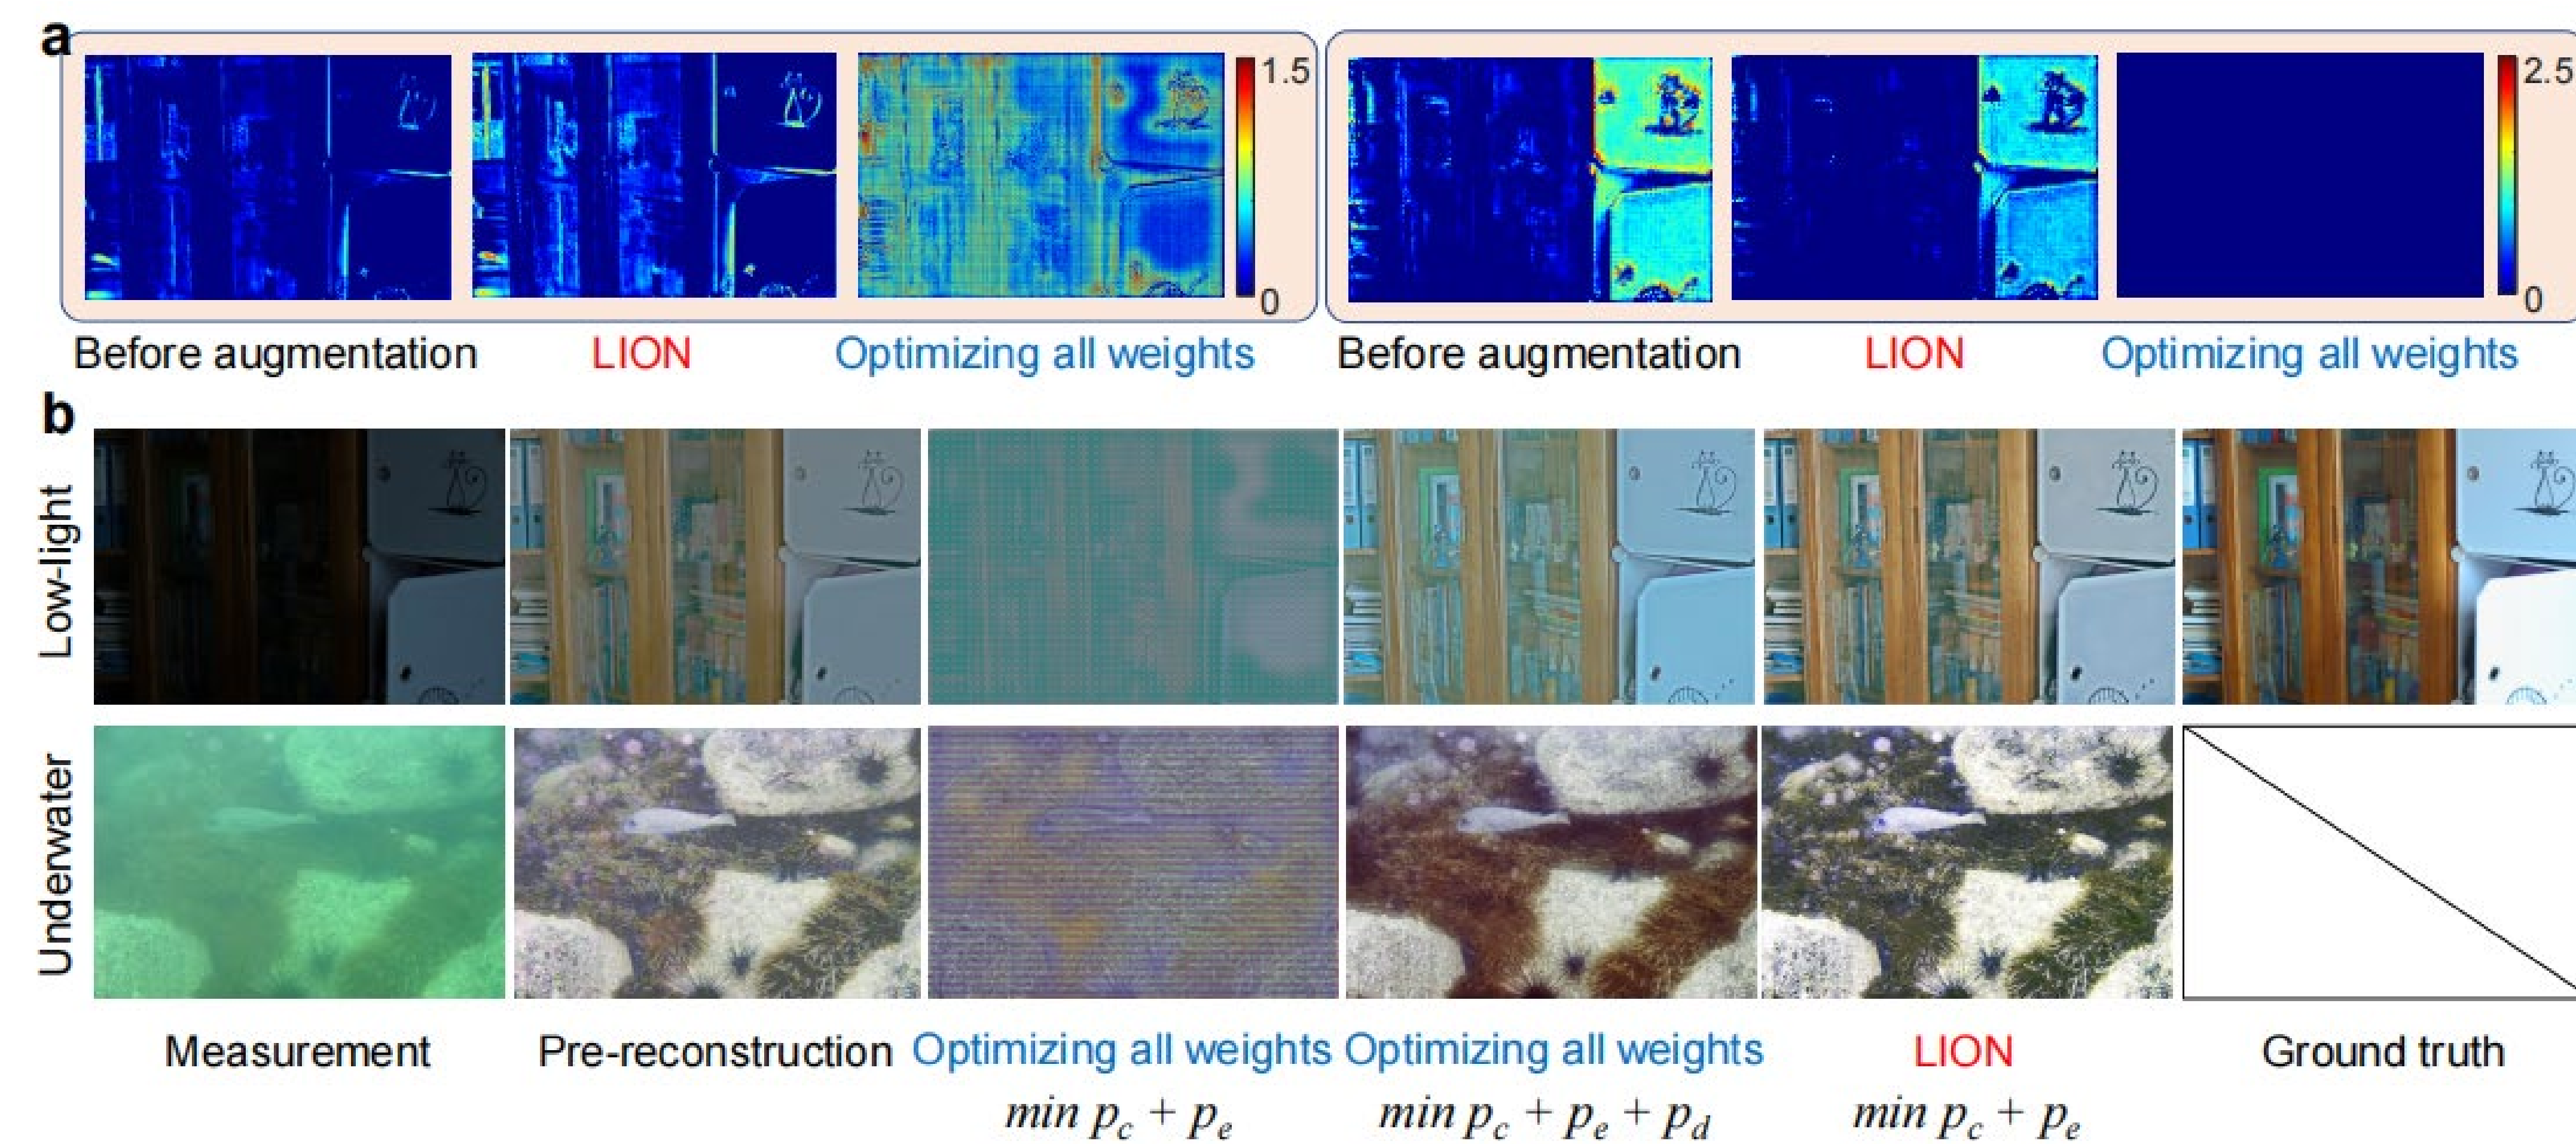 a
1.5
0
2.5
0
Before augmentation LION Optimizing all weights Before augmentation LION Optimizing all weights
b
Low-light
Underwater
Measurement Pre-reconstruction Optimizing all weights Optimizing all weights LION Ground truth
min p_c + p_e min p_c + p_e + p_d min p_c + p_e